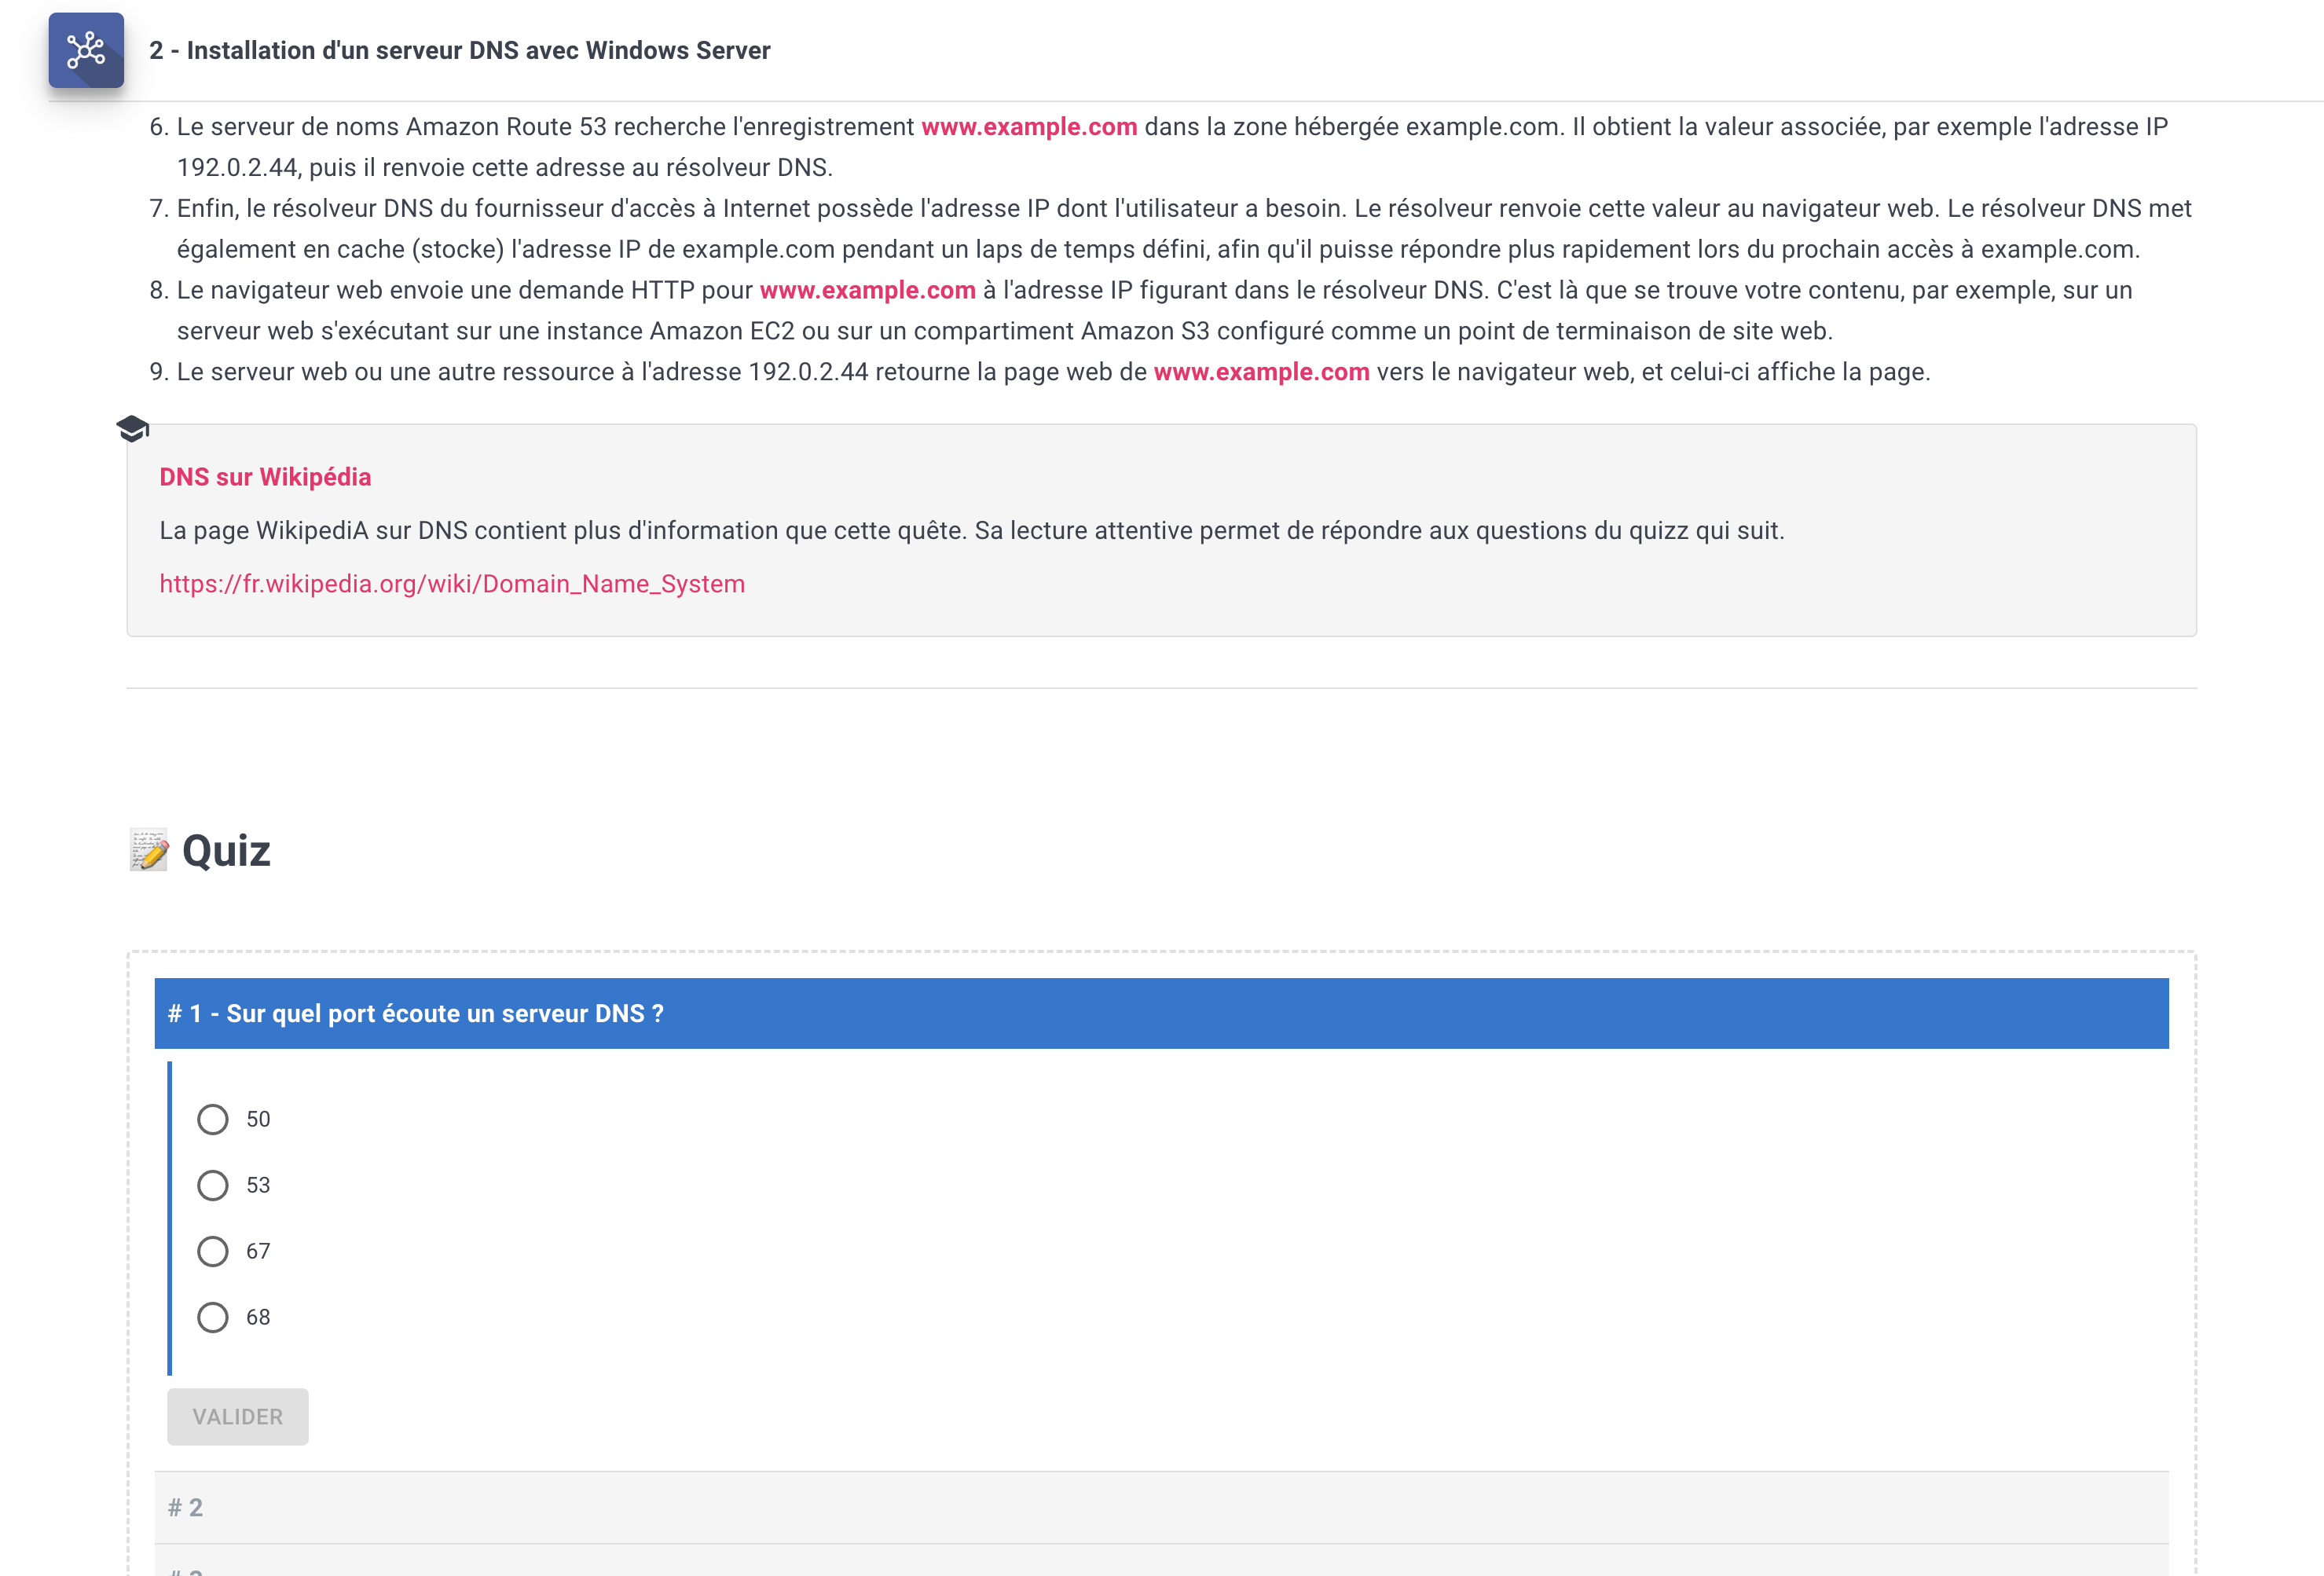 2 - Installation d'un serveur DNS avec Windows Server
6. Le serveur de noms Amazon Route 53 recherche l'enregistrement www.example.com dans la zone hébergée example.com. Il obtient la valeur associée, par exemple l'adresse IP
192.0.2.44, puis il renvoie cette adresse au résolveur DNS.
7. Enfin, le résolveur DNS du fournisseur d'accès à Internet possède l'adresse IP dont l'utilisateur a besoin. Le résolveur renvoie cette valeur au navigateur web. Le résolveur DNS met
également en cache (stocke) l'adresse IP de example.com pendant un laps de temps défini, afin qu'il puisse répondre plus rapidement lors du prochain accès à example.com.
8. Le navigateur web envoie une demande HTTP pour www.example.com à l'adresse IP figurant dans le résolveur DNS. C'est là que se trouve votre contenu, par exemple, sur un
serveur web s'exécutant sur une instance Amazon EC2 ou sur un compartiment Amazon S3 configuré comme un point de terminaison de site web.
9. Le serveur web ou une autre ressource à l'adresse 192.0.2.44 retourne la page web de www.example.com vers le navigateur web, et celui-ci affiche la page.
DNS sur Wikipédia
La page WikipediA sur DNS contient plus d'information que cette quête. Sa lecture attentive permet de répondre aux questions du quizz qui suit.
https://fr.wikipedia.org/wiki/Domain_Name_System
Quiz
# 1 - Sur quel port écoute un serveur DNS ?
50
53
67
68
VALIDER
# 2